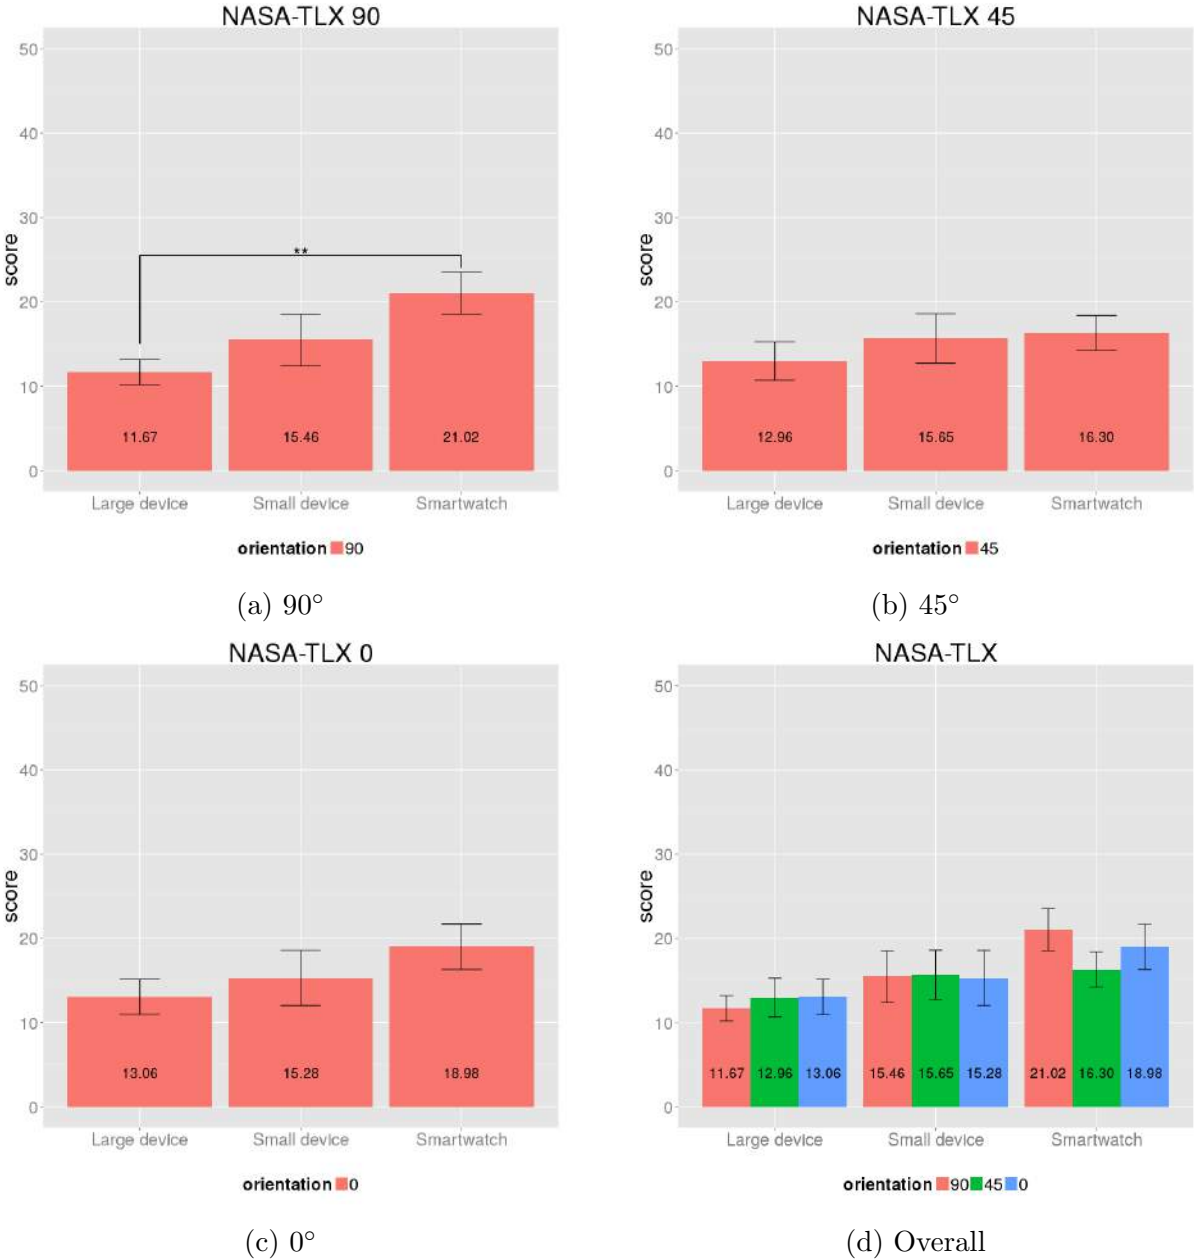 NASA-TLX 90
50
40
30
20
10
0
score
**
11.67 15.46 21.02
Large device Small device Smartwatch
orientation 90
(a) 90°
NASA-TLX 45
50
40
30
20
10
0
score
12.96 15.65 16.30
Large device Small device Smartwatch
orientation 45
(b) 45°
NASA-TLX 0
50
40
30
20
10
0
score
13.06 15.28 18.98
Large device Small device Smartwatch
orientation 0
(c) 0°
NASA-TLX
50
40
30
20
10
0
score
11.67 12.96 13.06 15.46 15.65 15.28 21.02 16.30 18.98
Large device Small device Smartwatch
orientation 90 45 0
(d) Overall